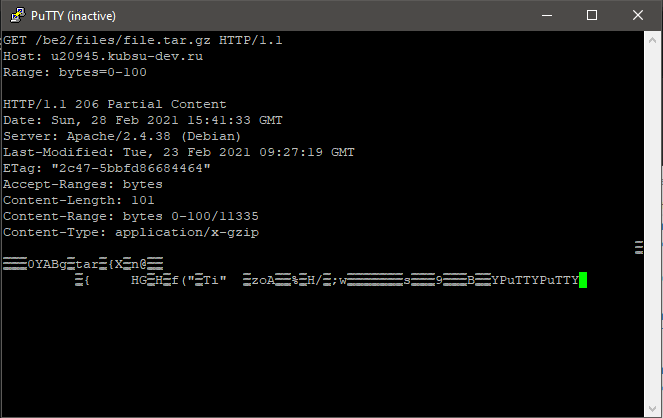 PuTTY (inactive)
GET /be2/files/file.tar.gz HTTP/1.1
Host: u20945.kubsu-dev.ru
Range: bytes=0-100
HTTP/1.1 206 Partial Content
Date: Sun, 28 Feb 2021 15:41:33 GMT
Server: Apache/2.4.38 (Debian)
Last-Modified: Tue, 23 Feb 2021 09:27:19 GMT
ETag: "2c47-5bbfd86684464"
Accept-Ranges: bytes
Content-Length: 101
Content-Range: bytes 0-100/11335
Content-Type: application/x-gzip
▒
▒▒▒0YABg▒tar▒{X▒n@▒▒
▒{ HG▒H▒f("▒Ti" ▒zoA▒▒%▒H/▒;w▒▒▒▒▒▒▒s▒▒▒9▒▒▒B▒▒YPuTTYPuTTY